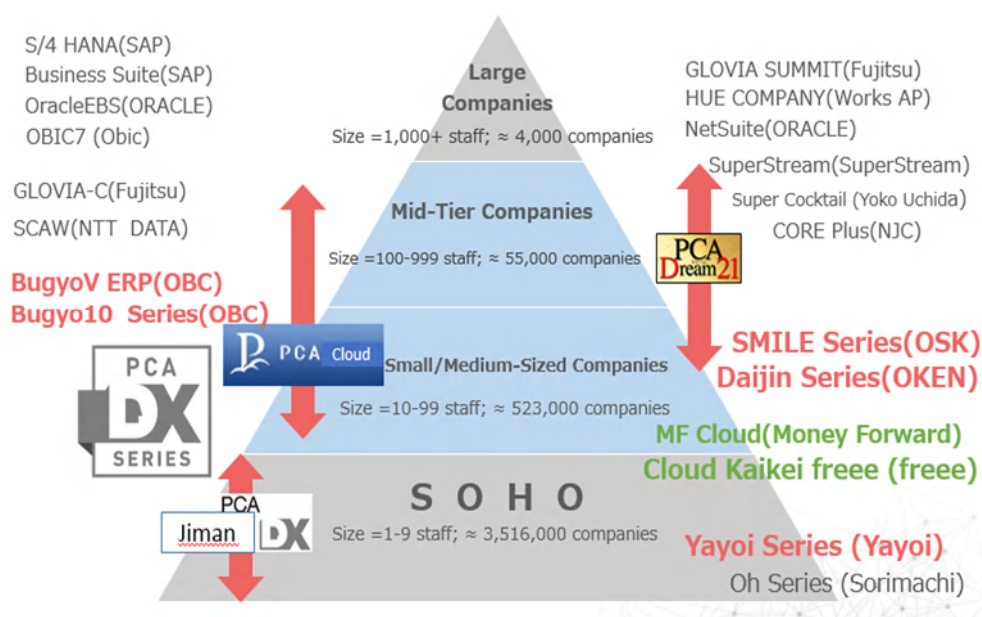 S/4 HANA(SAP)
Business Suite(SAP)
OracleEBS(ORACLE)
OBIC7 (Obic)
GLOVIA-C(Fujitsu)
SCAW(NTT DATA)
BugyoV ERP(OBC)
Bugyo10 Series(OBC)
PCA Cloud
PCA
DX
SERIES
PCA
Jiman DX
Large
Companies
Size =1,000+ staff; ≈ 4,000 companies
Mid-Tier Companies
Size =100-999 staff; ≈ 55,000 companies
Small/Medium-Sized Companies
Size =10-99 staff; ≈ 523,000 companies
S O H O
Size =1-9 staff; ≈ 3,516,000 companies
GLOVIA SUMMIT(Fujitsu)
HUE COMPANY(Works AP)
NetSuite(ORACLE)
SuperStream(SuperStream)
Super Cocktail (Yoko Uchida)
CORE Plus(NJC)
PCA
Dream21
SMILE Series(OSK)
Daijin Series(OKEN)
MF Cloud(Money Forward)
Cloud Kaikei freee (freee)
Yayoi Series (Yayoi)
Oh Series (Sorimachi)